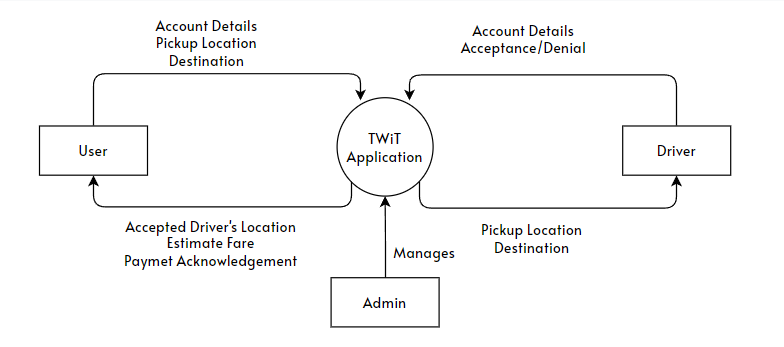 Account Details
Pickup Location
Destination
Account Details
Acceptance/Denial
User
TWiT
Application
Driver
Accepted Driver's Location
Estimate Fare
Paymet Acknowledgement
Pickup Location
Destination
Manages
Admin